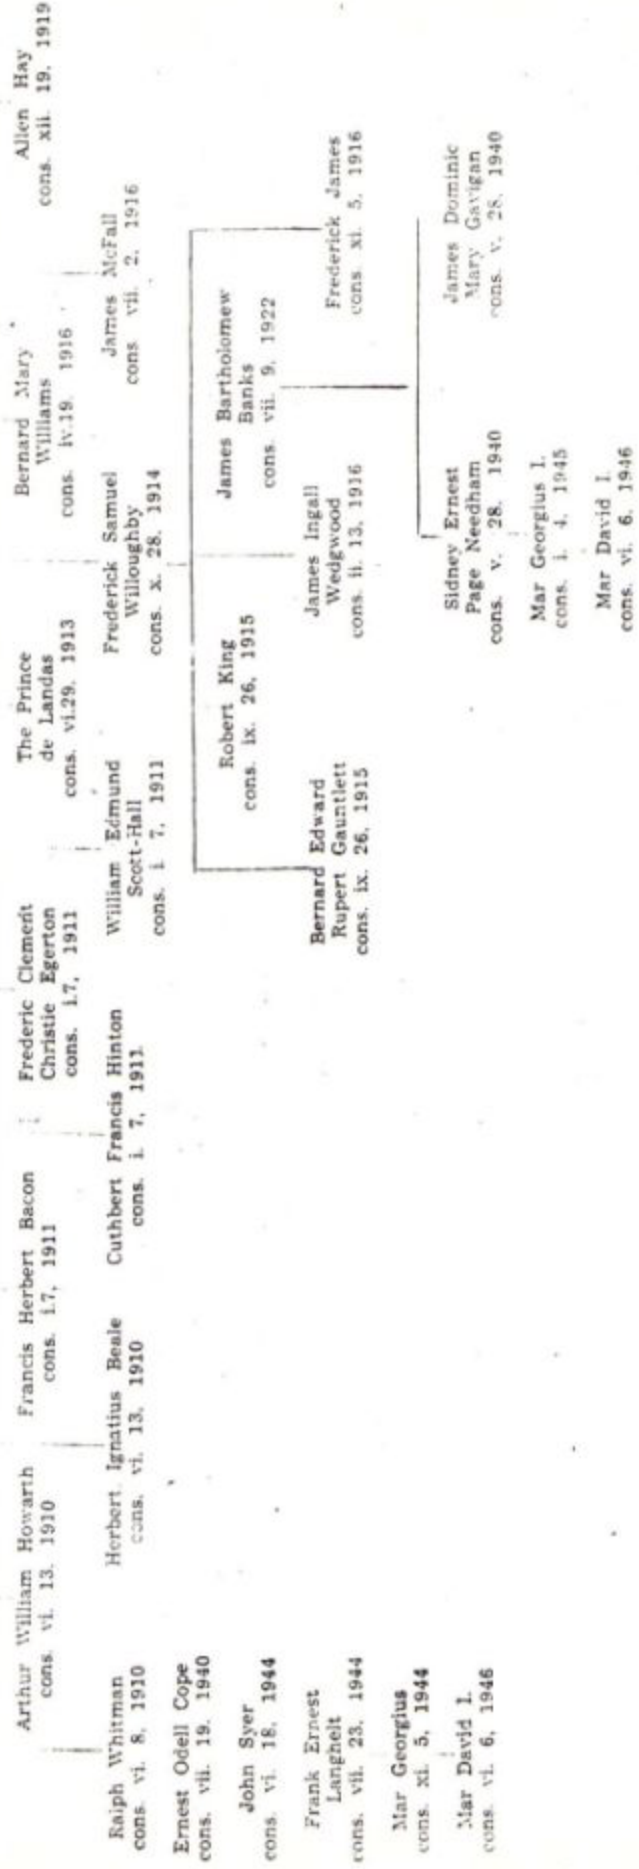 Arthur William Howarth
cons. vi. 13. 1910
Francis Herbert Bacon
cons. i.7, 1911
Frederic Clement
Christie Egerton
cons. i.7, 1911
The Prince
de Landas
cons. vi.29. 1913
Bernard Mary
Williams
cons. iv.19. 1916
Allen Hay
cons. xii. 19. 1919
Ralph Whitman
cons. vi. 8. 1910
Herbert Ignatius Beale
cons. vi. 13. 1910
Cuthbert Francis Hinton
cons. i. 7, 1911
William Edmund
Scott-Hall
cons. i 7, 1911
Frederick Samuel
Willoughby
cons. x. 28. 1914
James McFall
cons vii. 2. 1916
Ernest Odell Cope
cons. vii. 19. 1940
Robert King
cons. ix. 26, 1915
James Bartholomew
Banks
cons. vii. 9. 1922
John Syer
cons. vi. 18. 1944
Bernard Edward
Rupert Gauntlett
cons. ix. 26, 1915
James Ingall
Wedgwood
cons. ii. 13. 1916
Frederick James
cons. xi. 5. 1916
Frank Ernest
Langhelt
cons. vii. 23. 1944
Mar Georgius
cons. xi. 5. 1944
Mar David I.
cons. vi. 6, 1946
Sidney Ernest
Page Needham
cons. v. 28. 1940
James Dominic
Mary Gavigan
cons. v. 28. 1940
Mar Georgius I.
cons. i. 4. 1945
Mar David I.
cons. vi. 6. 1946